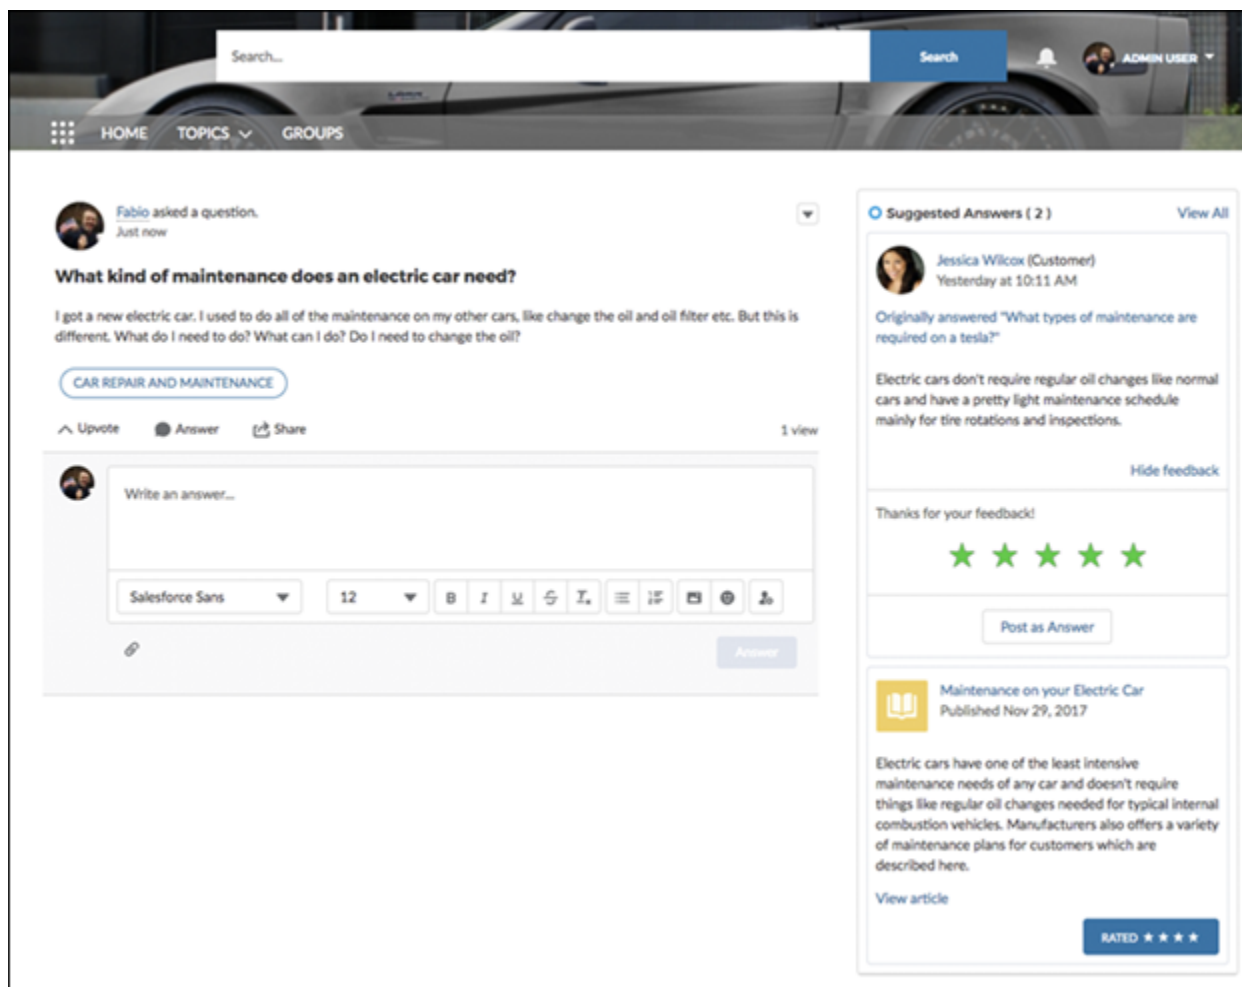 Search...
Search
ADMIN USER
HOME
TOPICS
GROUPS
Fabio asked a question.
Just now
What kind of maintenance does an electric car need?
I got a new electric car. I used to do all of the maintenance on my other cars, like change the oil and oil filter etc. But this is
different. What do I need to do? What can I do? Do I need to change the oil?
CAR REPAIR AND MAINTENANCE
Upvote
Answer
Share
1 view
Write an answer...
Salesforce Sans
12
B I U S T
Answer
Suggested Answers ( 2 )
View All
Jessica Wilcox (Customer)
Yesterday at 10:11 AM
Originally answered "What types of maintenance are
required on a tesla?"
Electric cars don't require regular oil changes like normal
cars and have a pretty light maintenance schedule
mainly for tire rotations and inspections.
Hide feedback
Thanks for your feedback!
Post as Answer
Maintenance on your Electric Car
Published Nov 29, 2017
Electric cars have one of the least intensive
maintenance needs of any car and doesn't require
things like regular oil changes needed for typical internal
combustion vehicles. Manufacturers also offers a variety
of maintenance plans for customers which are
described here.
View article
RATED ★ ★ ★ ★